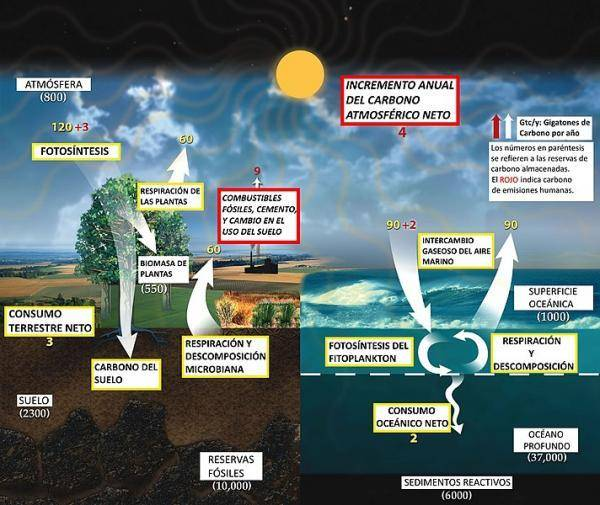 ATMÓSFERA
(800)
120+3
FOTOSÍNTESIS
60
RESPIRACIÓN DE
LAS PLANTAS
9
COMBUSTIBLES
FÓSILES, CEMENTO,
Y CAMBIO EN EL
USO DEL SUELO
INCREMENTO ANUAL
DEL CARBONO
ATMOSFÉRICO NETO
4
Gtc/y: Gigatones de
Carbono por año
Los números en paréntesis
se refieren a las reservas de
carbono almacenadas.
El ROJO indica carbono
de emisiones humanas.
BIOMASA DE
PLANTAS
(550)
60
90+2
INTERCAMBIO
GASEOSO DEL AIRE
MARINO
90
SUPERFICIE
OCEÁNICA
(1000)
CONSUMO
TERRESTRE NETO
3
CARBONO DEL
SUELO
RESPIRACIÓN Y
DESCOMPOSICIÓN
MICROBIANA
FOTOSÍNTESIS DEL
FITOPLANKTON
RESPIRACIÓN
Y
DESCOMPOSICIÓN
SUELO
(2300)
CONSUMO
OCEÁNICO NETO
2
OCÉANO
PROFUNDO
(37,000)
RESERVAS
FÓSILES
(10,000)
SEDIMENTOS REACTIVOS
(6000)